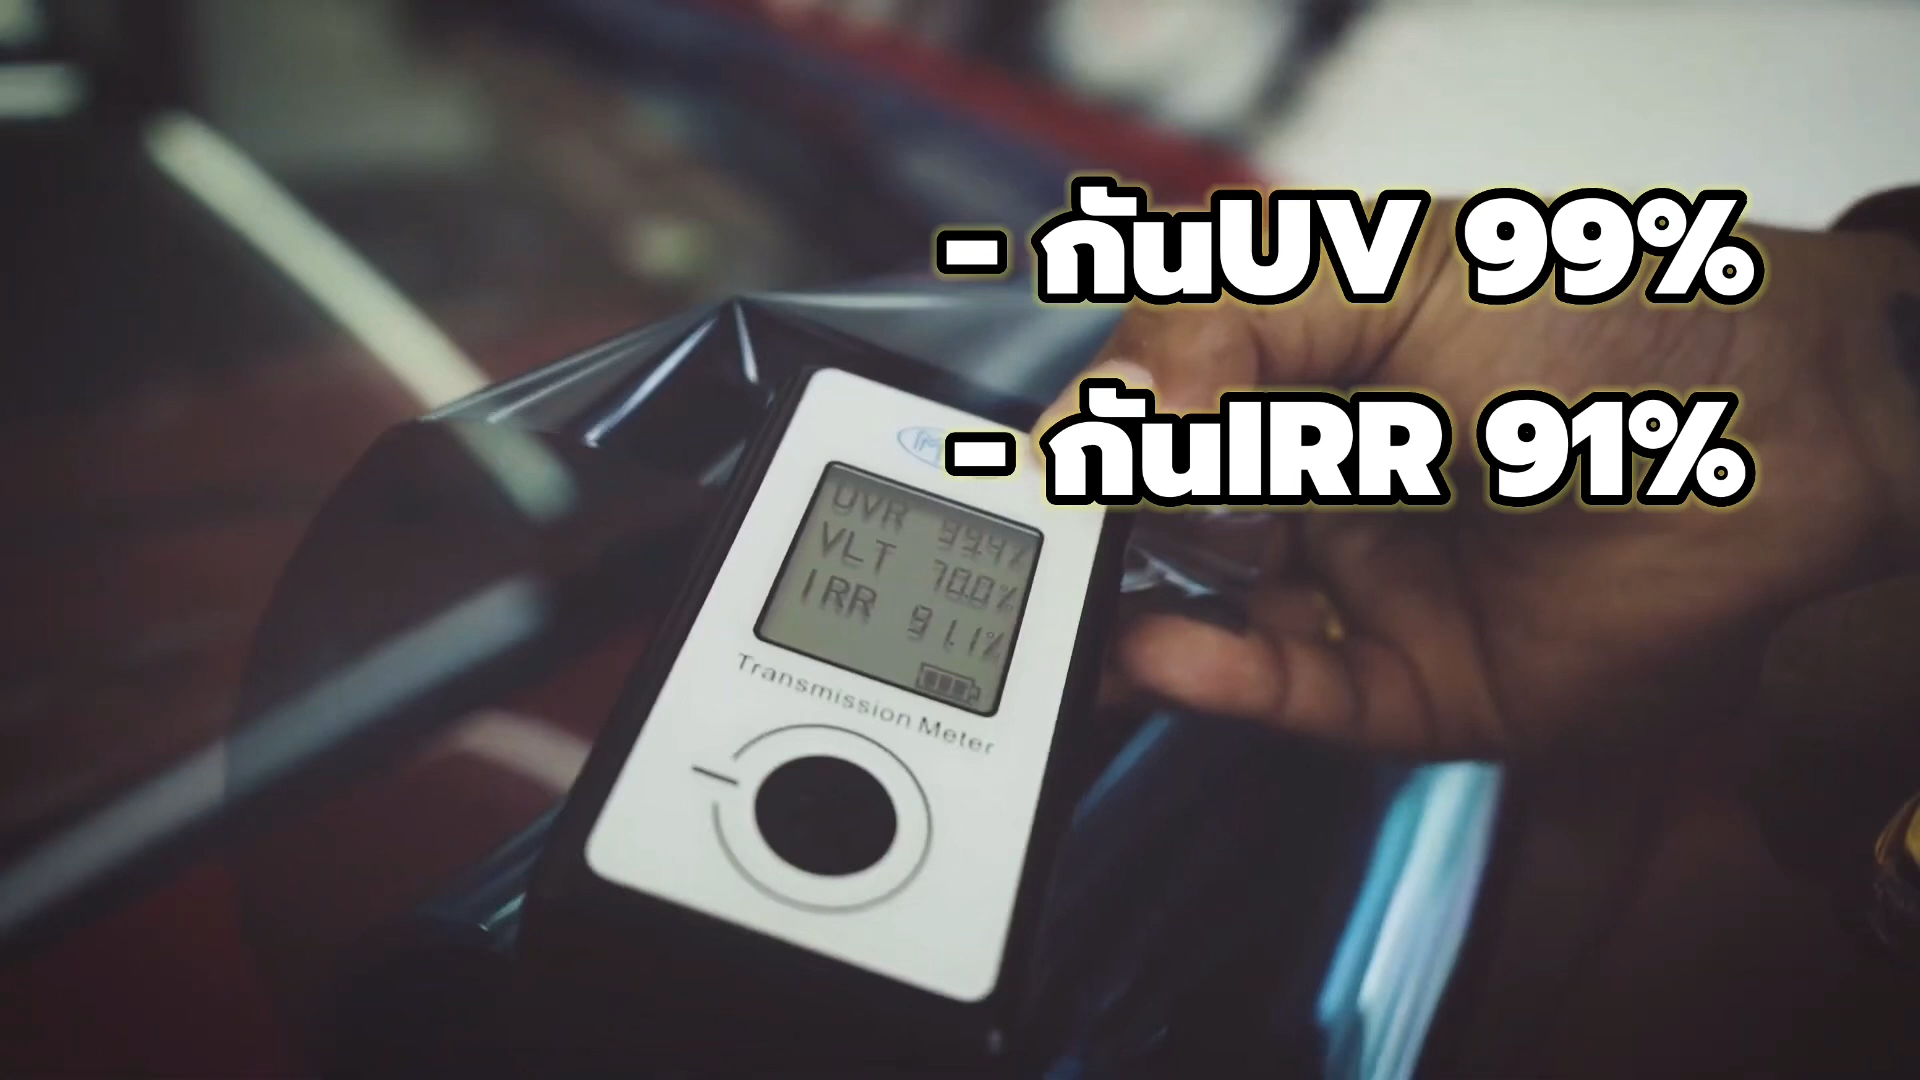 - กันUV 99%
- กันIRR 91%
UVR 99.4%
VLT 70.0%
IRR 91.1%
Transmission Meter